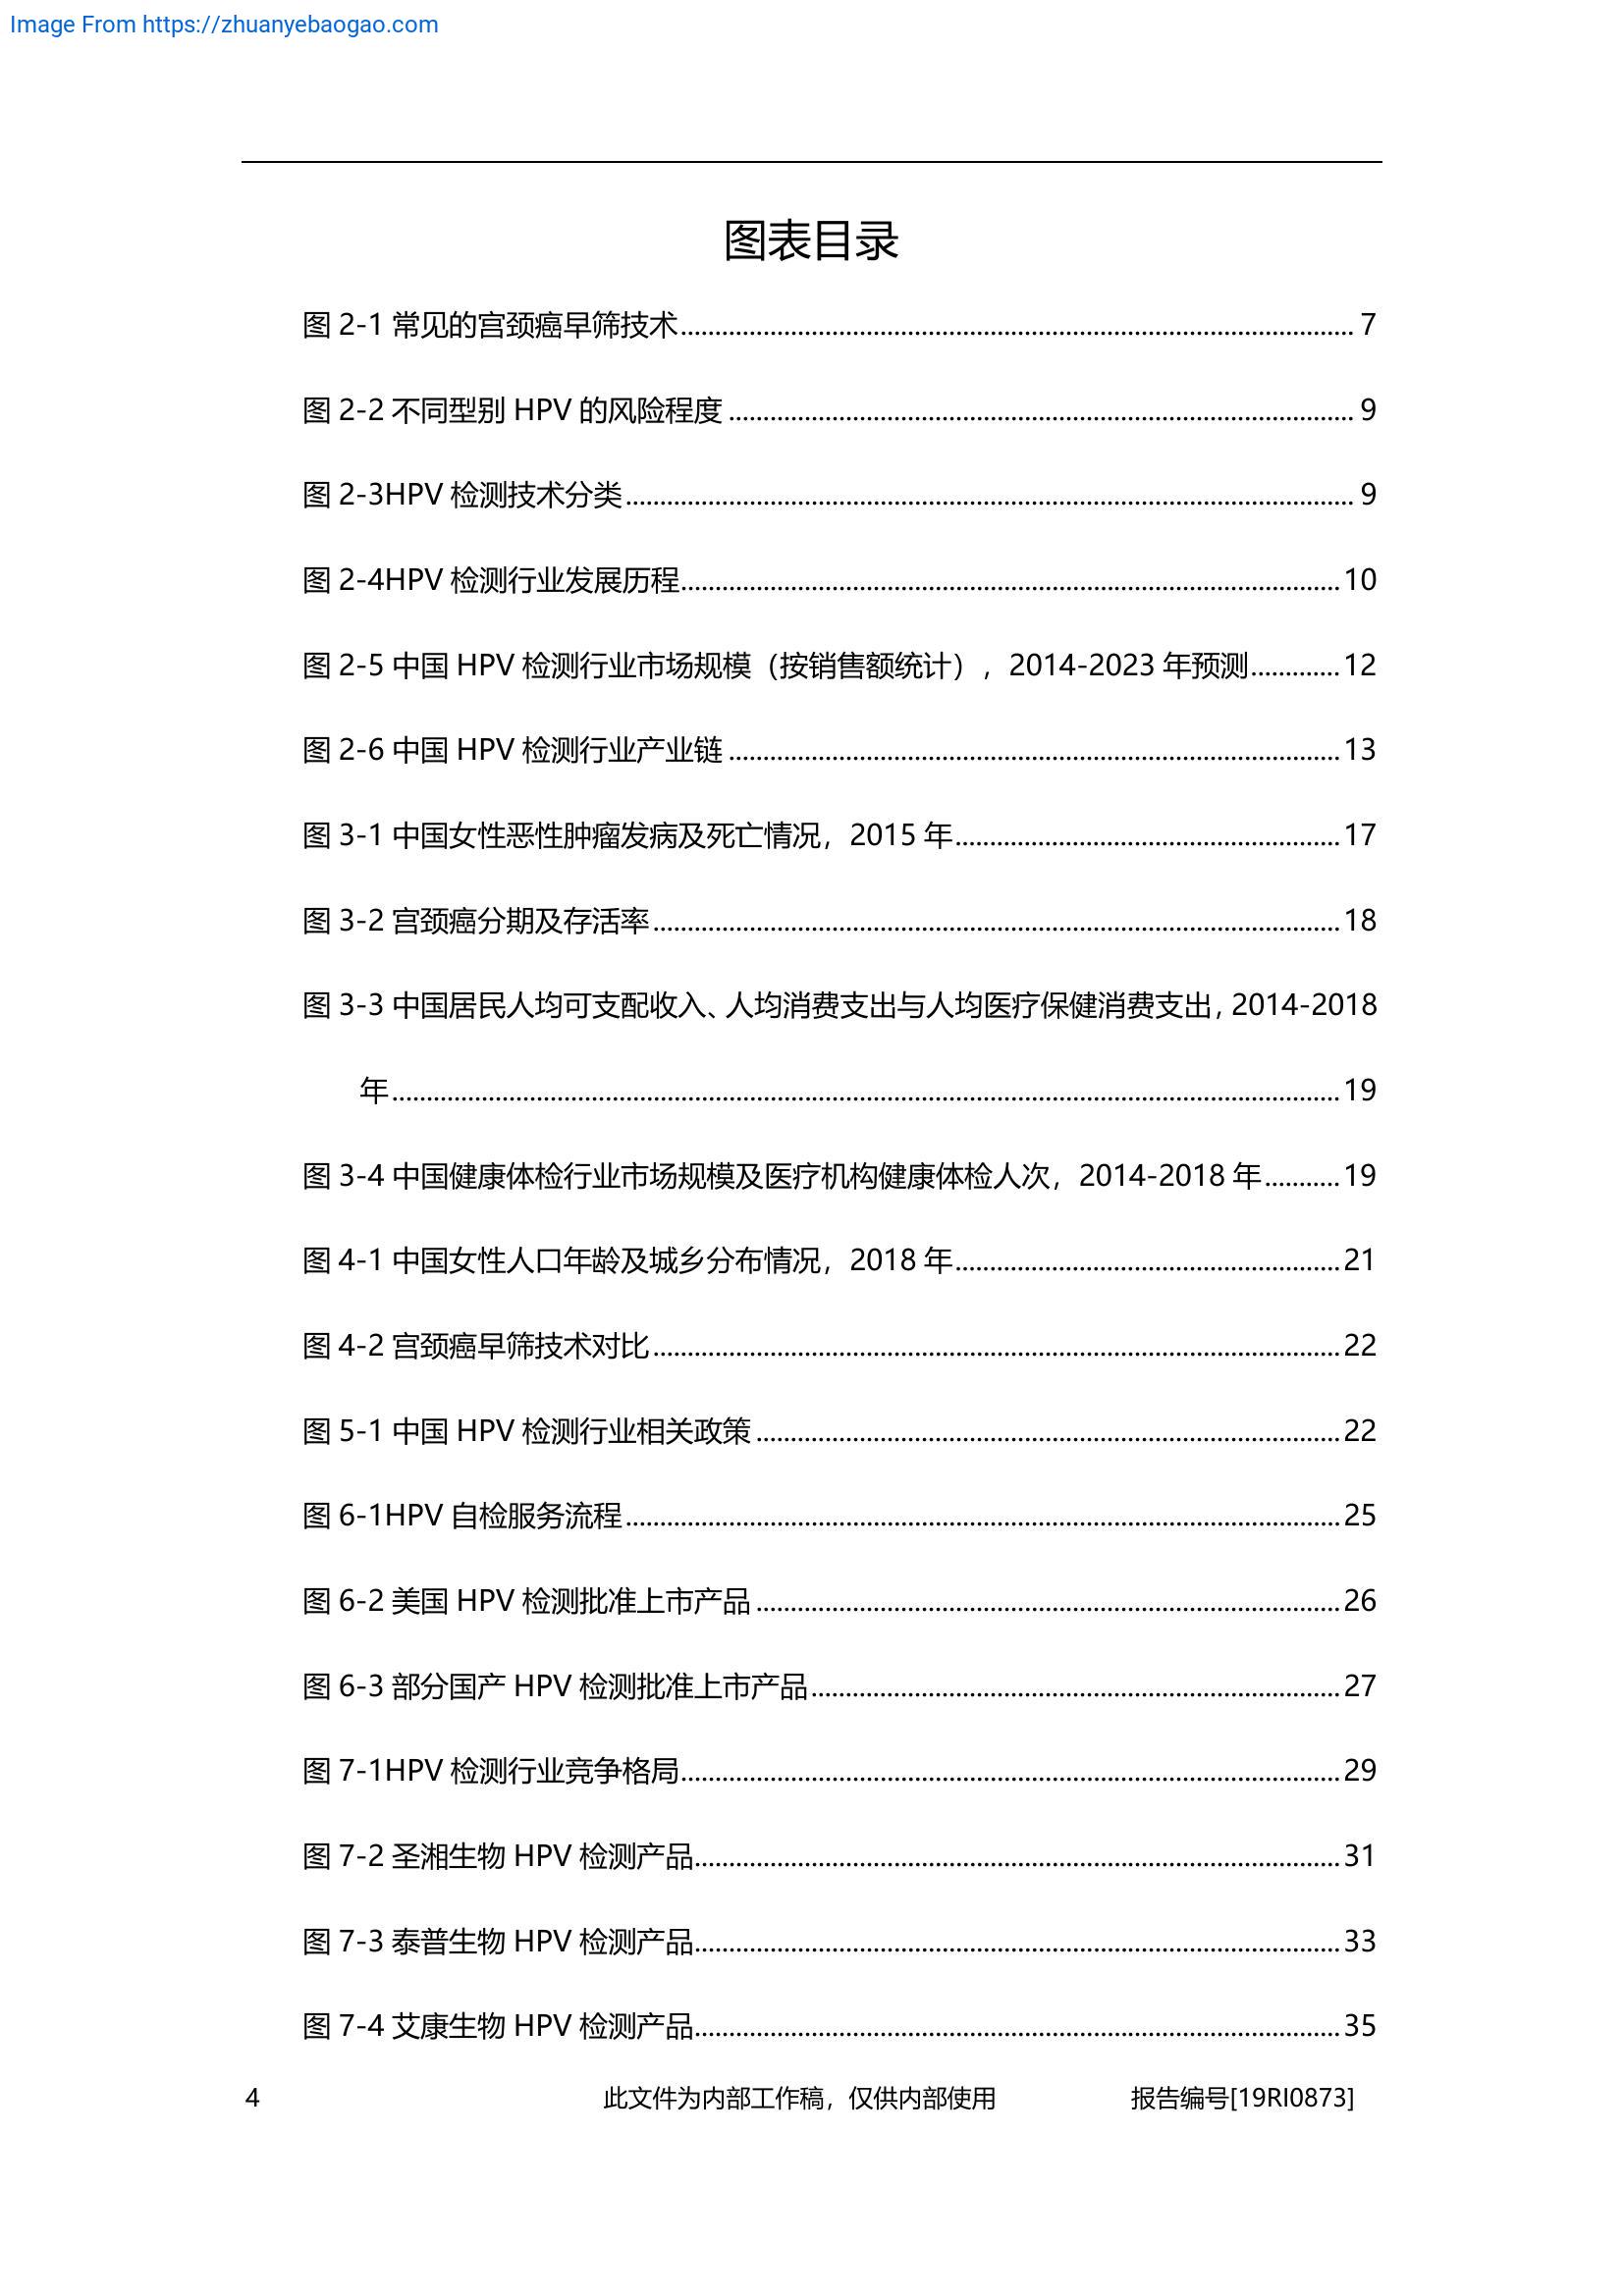 Image From https://zhuanyebaogao.com
图表目录
图 2-1 常见的宫颈癌早筛技术.................................................................................................. 7
图 2-2 不同型别 HPV 的风险程度 ........................................................................................... 9
图 2-3HPV 检测技术分类.......................................................................................................... 9
图 2-4HPV 检测行业发展历程................................................................................................ 10
图 2-5 中国 HPV 检测行业市场规模（按销售额统计），2014-2023 年预测............. 12
图 2-6 中国 HPV 检测行业产业链 ......................................................................................... 13
图 3-1 中国女性恶性肿瘤发病及死亡情况，2015 年........................................................ 17
图 3-2 宫颈癌分期及存活率.................................................................................................... 18
图 3-3 中国居民人均可支配收入、人均消费支出与人均医疗保健消费支出，2014-2018
年.......................................................................................................................................... 19
图 3-4 中国健康体检行业市场规模及医疗机构健康体检人次，2014-2018 年........... 19
图 4-1 中国女性人口年龄及城乡分布情况，2018 年........................................................ 21
图 4-2 宫颈癌早筛技术对比.................................................................................................... 22
图 5-1 中国 HPV 检测行业相关政策 ..................................................................................... 22
图 6-1HPV 自检服务流程........................................................................................................ 25
图 6-2 美国 HPV 检测批准上市产品 ..................................................................................... 26
图 6-3 部分国产 HPV 检测批准上市产品............................................................................. 27
图 7-1HPV 检测行业竞争格局................................................................................................ 29
图 7-2 圣湘生物 HPV 检测产品.............................................................................................. 31
图 7-3 泰普生物 HPV 检测产品.............................................................................................. 33
图 7-4 艾康生物 HPV 检测产品.............................................................................................. 35
4 此文件为内部工作稿，仅供内部使用 报告编号[19RI0873]